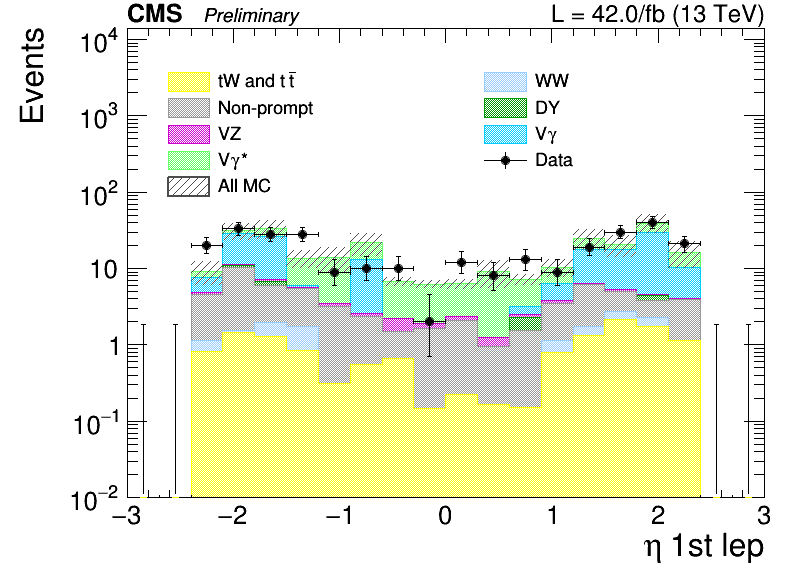 CMS Preliminary L = 42.0/fb (13 TeV)
Events
10⁴
10³
10²
10
1
10⁻¹
10⁻²
tW and t t̅
Non-prompt
VZ
Vγ*
All MC
WW
DY
Vγ
Data
−3 −2 −1 0 1 2 3
η 1st lep